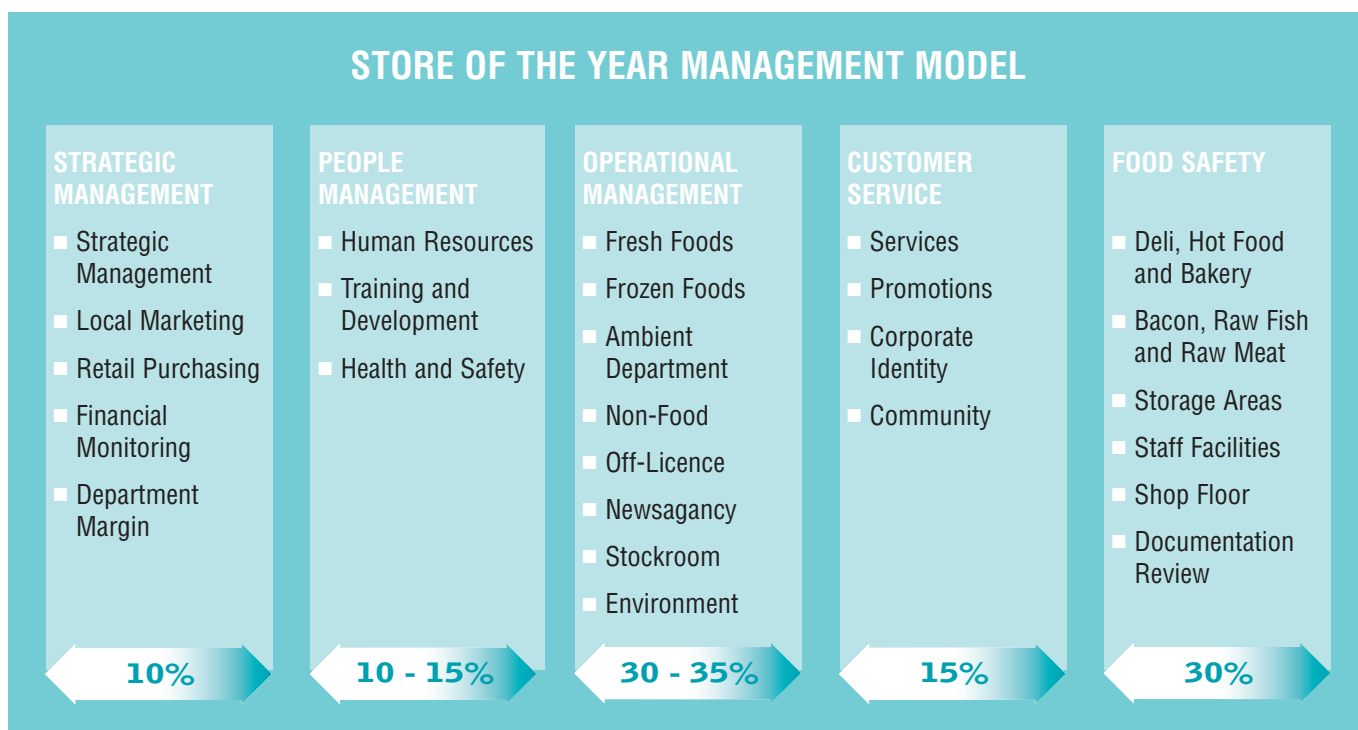 STORE OF THE YEAR MANAGEMENT MODEL
STRATEGIC
MANAGEMENT
Strategic
Management
Local Marketing
Retail Purchasing
Financial
Monitoring
Department
Margin
10%
PEOPLE
MANAGEMENT
Human Resources
Training and
Development
Health and Safety
10 - 15%
OPERATIONAL
MANAGEMENT
Fresh Foods
Frozen Foods
Ambient
Department
Non-Food
Off-Licence
Newsagancy
Stockroom
Environment
30 - 35%
CUSTOMER
SERVICE
Services
Promotions
Corporate
Identity
Community
15%
FOOD SAFETY
Deli, Hot Food
and Bakery
Bacon, Raw Fish
and Raw Meat
Storage Areas
Staff Facilities
Shop Floor
Documentation
Review
30%